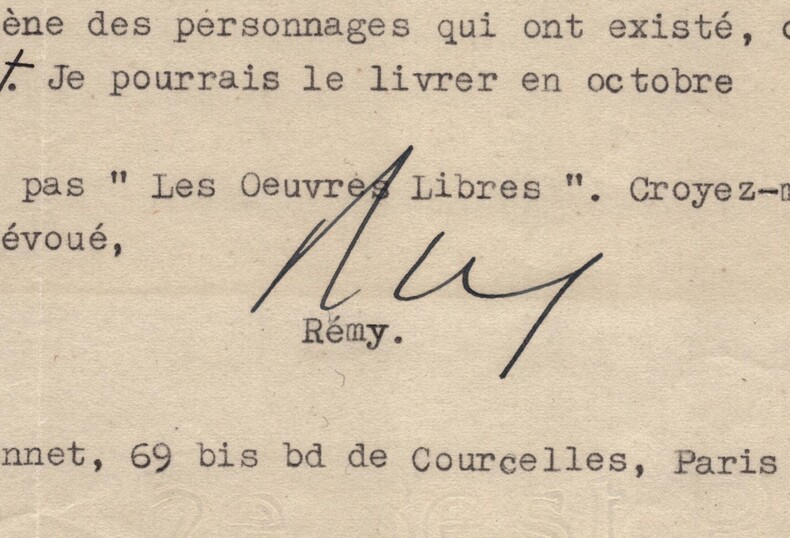 ène des personnages qui ont existé,
t. Je pourrais le livrer en octobre
pas " Les Oeuvres Libres ". Croyez-m
évoué,
Rémy
Rémy.
nnet, 69 bis bd de Courcelles, Paris